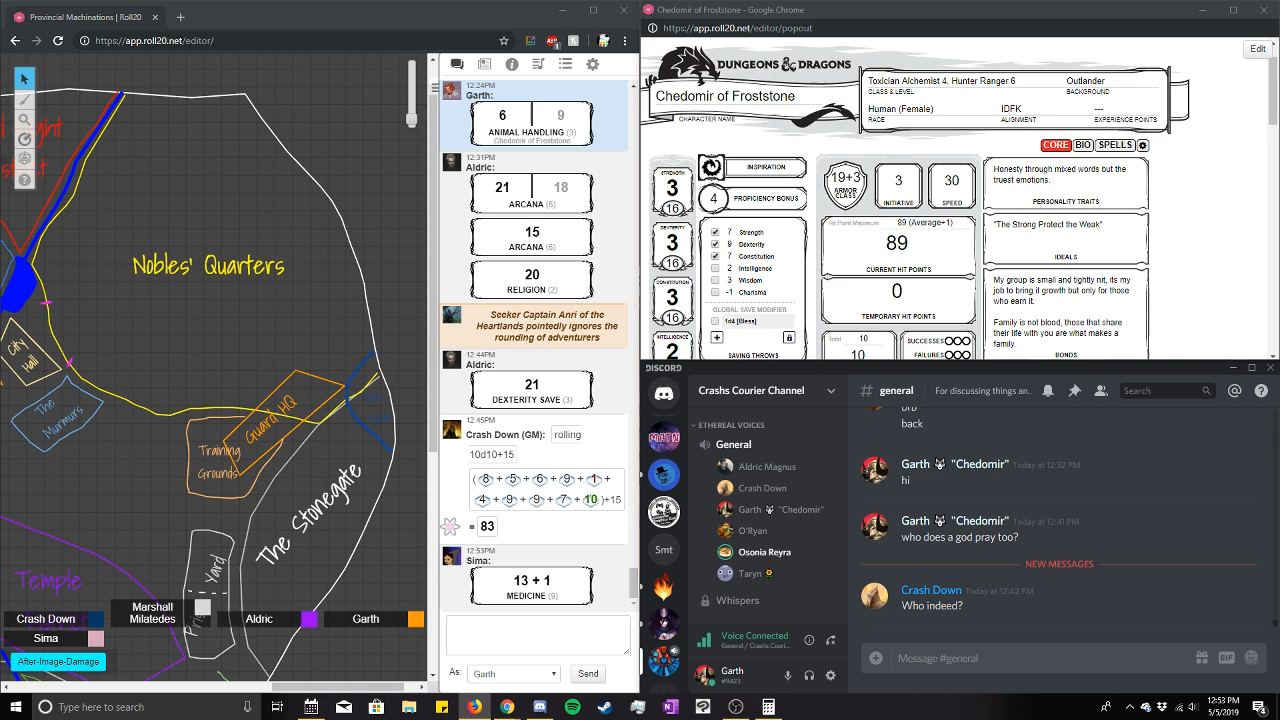 Provincial Machinations | Roll20
https://app.roll20.net/editor/
Nobles' Quarters
City
Hall
The
Murmurs
Guard HQ
Training
Grounds
The Stonegate
Yard
Temple
Crash Down
Marshall
Milatedes
Aldric
Garth
Sima
After-Image-Damage
12:24PM
Garth:
6 9
ANIMAL HANDLING (3)
Chedomir of Froststone
12:31PM
Aldric:
21 18
ARCANA (6)
15
ARCANA (6)
20
RELIGION (2)
Seeker Captain Anri of the
Heartlands pointedly ignores the
rounding of adventurers
12:44PM
Aldric:
21
DEXTERITY SAVE (3)
12:45PM
Crash Down (GM): rolling
10d10+15
( 8 + 5 + 6 + 9 + 1 +
4 + 9 + 9 + 7 + 10 )+15
= 83
12:53PM
Sima:
13 + 1
MEDICINE (9)
As: Garth Send
Chedomir of Froststone - Google Chrome
https://app.roll20.net/editor/popout
Edit
DUNGEONS & DRAGONS
Chedomir of Froststone
CHARACTER NAME
Toxician Alchemist 4, Hunter Ranger 6 Outlander
CLASS & LEVEL BACKGROUND
Human (Female) IDFK ---
RACE ALIGNMENT EXPERIENCE POINTS
CORE BIO SPELLS
STRENGTH
3
16
DEXTERITY
3
16
CONSTITUTION
3
16
INTELLIGENCE
2
INSPIRATION
4 PROFICIENCY BONUS
7 Strength
9 Dexterity
7 Constitution
2 Intelligence
3 Wisdom
-1 Charisma
GLOBAL SAVE MODIFIER
1d4 [Bless]
SAVING THROWS
19+3
ARMOR
CLASS
3
INITIATIVE
30
SPEED
Hit Point Maximum 89 (Average+1)
89
CURRENT HIT POINTS
0
TEMPORARY HIT POINTS
Total 10
10
SUCCESSES
FAILURES
Honesty through mixed words but the
truest emotions.
PERSONALITY TRAITS
"The Strong Protect the Weak"
IDEALS
My group is small and tightly nit, its my
job to bring it growth but only for those
who earn it.
Family is not blood, those that share
their life with you are what makes a
family.
BONDS
DISCORD
Crashs Courier Channel
ETHEREAL VOICES
General
Aldric Magnus
Crash Down
Garth "Chedomir"
O'Ryan
Osonia Reyra
Taryn
Whispers
Smt
Voice Connected
General / Crashs Couri...
Garth
#9423
# general For discussing things an... Search
brb
back
Garth "Chedomir" Today at 12:32 PM
hi
Garth "Chedomir" Today at 12:41 PM
who does a god pray too?
NEW MESSAGES
Crash Down Today at 12:42 PM
Who indeed?
Message #general
GIF
Type here to search
12:53 PM
5/5/2019